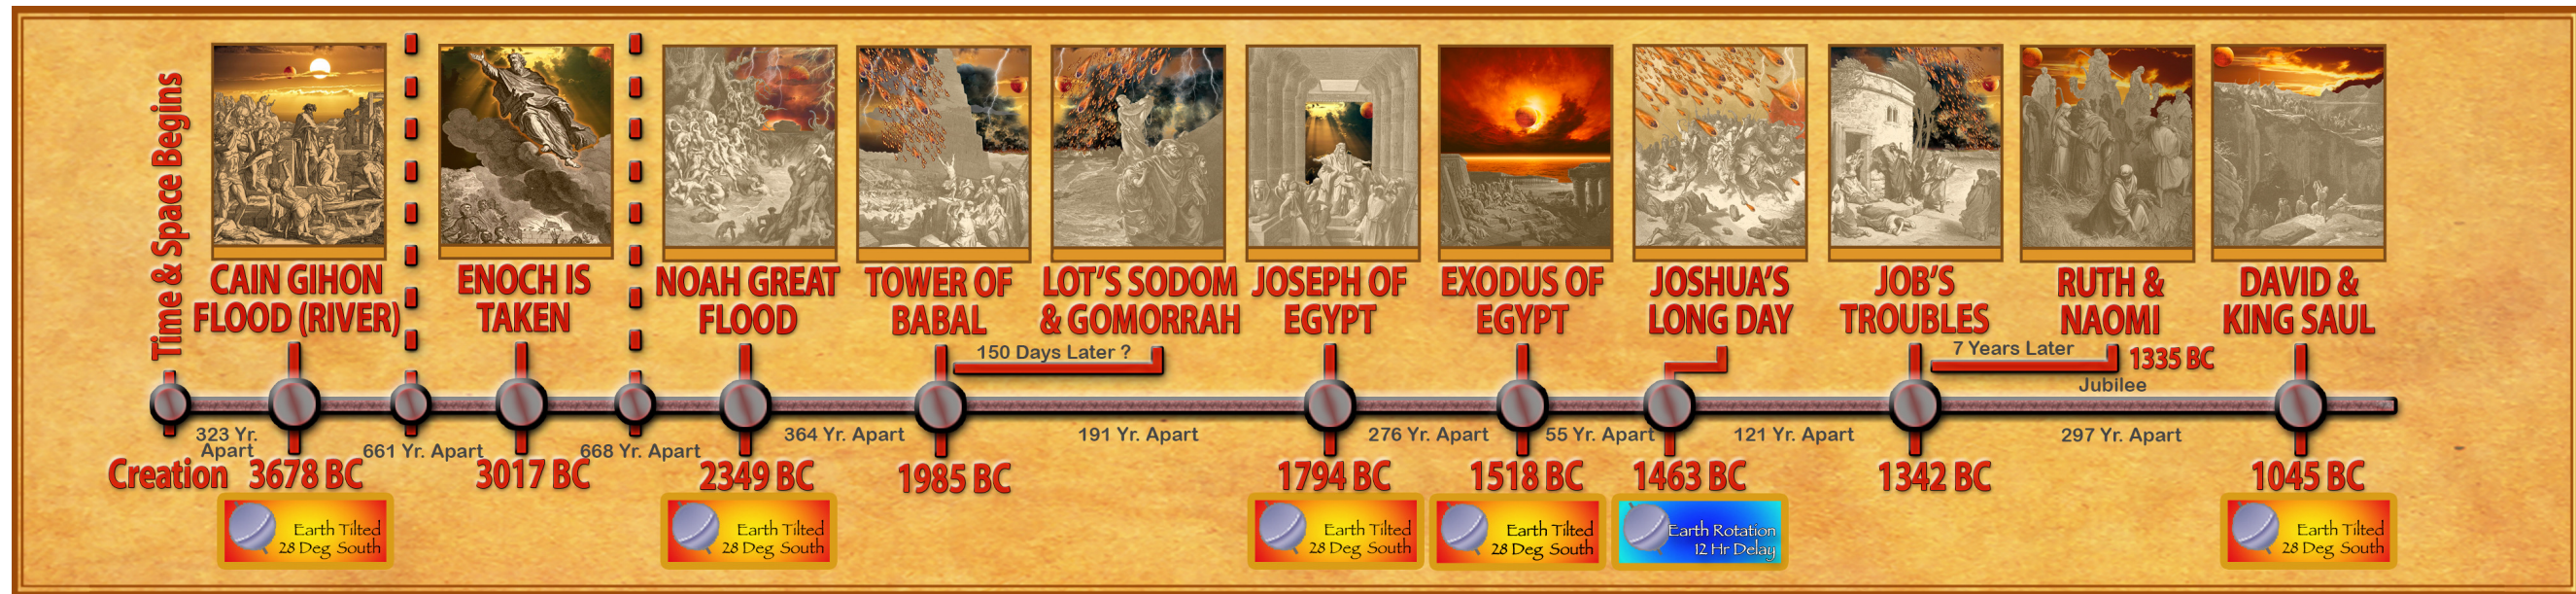 Time & Space Begins
CAIN GIHON
FLOOD (RIVER)
ENOCH IS
TAKEN
NOAH GREAT
FLOOD
TOWER OF
BABAL
LOT'S SODOM
& GOMORRAH
JOSEPH OF
EGYPT
EXODUS OF
EGYPT
JOSHUA'S
LONG DAY
JOB'S
TROUBLES
RUTH &
NAOMI
DAVID &
KING SAUL
150 Days Later ?
7 Years Later
1335 BC
Jubilee
323 Yr.
Apart
661 Yr. Apart
668 Yr. Apart
364 Yr. Apart
191 Yr. Apart
276 Yr. Apart
55 Yr. Apart
121 Yr. Apart
297 Yr. Apart
Creation
3678 BC
3017 BC
2349 BC
1985 BC
1794 BC
1518 BC
1463 BC
1342 BC
1045 BC
Earth Tilted
28 Deg South
Earth Tilted
28 Deg South
Earth Tilted
28 Deg South
Earth Tilted
28 Deg South
Earth Rotation
12 Hr Delay
Earth Tilted
28 Deg South